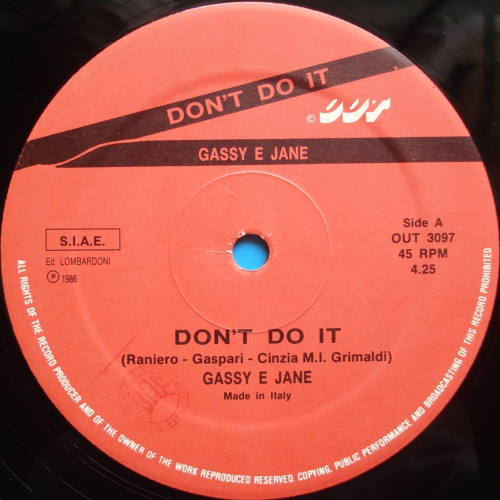 DON'T DO IT
© OUT
GASSY E JANE
Side A
OUT 3097
45 RPM
4.25
S.I.A.E.
Ed. LOMBARDONI
Ⓟ 1986
DON'T DO IT
(Raniero - Gaspari - Cinzia M.I. Grimaldi)
GASSY E JANE
Made in Italy
ALL RIGHTS OF THE RECORD PRODUCER AND OF THE OWNER OF THE WORK REPRODUCED RESERVED. COPYING, PUBLIC PERFORMANCE AND BROADCASTING OF THIS RECORD PROHIBITED